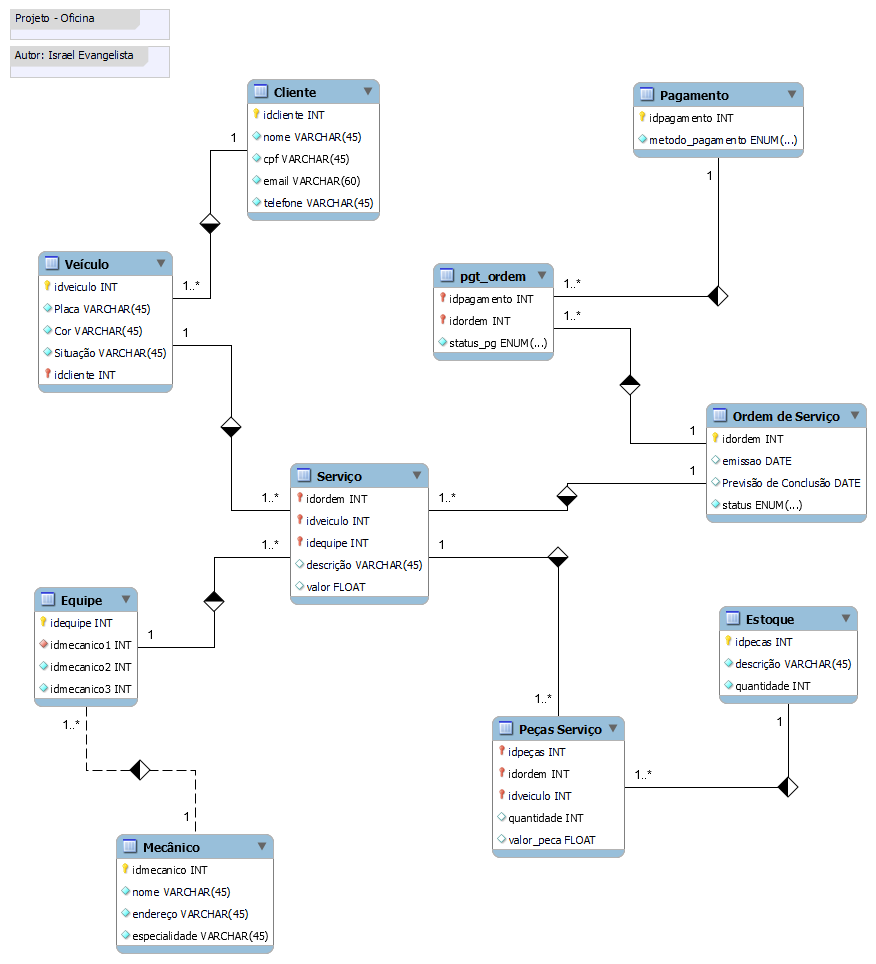 Projeto - Oficina
Autor: Israel Evangelista
Cliente
idcliente INT
nome VARCHAR(45)
cpf VARCHAR(45)
email VARCHAR(60)
telefone VARCHAR(45)
1
1..*
Pagamento
idpagamento INT
metodo_pagamento ENUM(...)
1
Veículo
idveiculo INT
Placa VARCHAR(45)
Cor VARCHAR(45)
Situação VARCHAR(45)
idcliente INT
1
pgt_ordem
idpagamento INT
idordem INT
status_pg ENUM(...)
1..*
1..*
Ordem de Serviço
idordem INT
emissao DATE
Previsão de Conclusão DATE
status ENUM(...)
1
1
Serviço
idordem INT
idveiculo INT
idequipe INT
descrição VARCHAR(45)
valor FLOAT
1..*
1..*
1..*
1
Equipe
idequipe INT
idmecanico1 INT
idmecanico2 INT
idmecanico3 INT
1
1..*
Estoque
idpecas INT
descrição VARCHAR(45)
quantidade INT
1
Peças Serviço
idpeças INT
idordem INT
idveiculo INT
quantidade INT
valor_peca FLOAT
1..*
1..*
Mecânico
idmecanico INT
nome VARCHAR(45)
endereço VARCHAR(45)
especialidade VARCHAR(45)
1